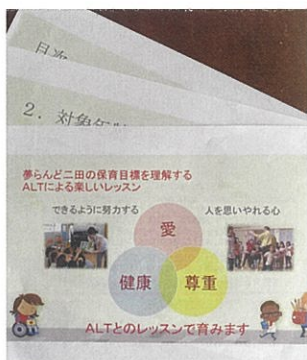 目次
2. 対象年
夢らんど二田の保育目標を理解する
ALTによる楽しいレッスン
できるように努力する
人を思いやれる心
愛
健康
尊重
ALTとのレッスンで育みます